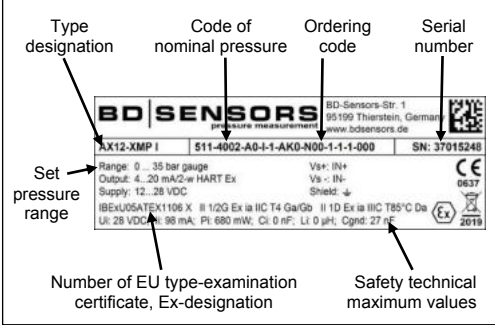 Type designation
Code of nominal pressure
Ordering code
Serial number
BD SENSORS
pressure measurement
BD-Sensors-Str. 1
95199 Thierstein, Germany
www.bdsensors.de
AX12-XMP I 511-4002-A0-I-1-AK0-N00-1-1-1-000 SN: 37015248
Set pressure range
Range: 0 ... 35 bar gauge Vs+: IN+
Output: 4...20 mA/2-w HART Ex Vs -: IN-
Supply: 12...28 VDC Shield:
CE
0637
IBExU05ATEX1106 X II 1/2G Ex ia IIC T4 Ga/Gb II 1D Ex ia IIIC T85°C Da
Ui: 28 VDC; Ii: 98 mA; Pi: 680 mW; Ci: 0 nF; Li: 0 µH; Cgnd: 27 nF
Ex
2019
Number of EU type-examination certificate, Ex-designation
Safety technical maximum values